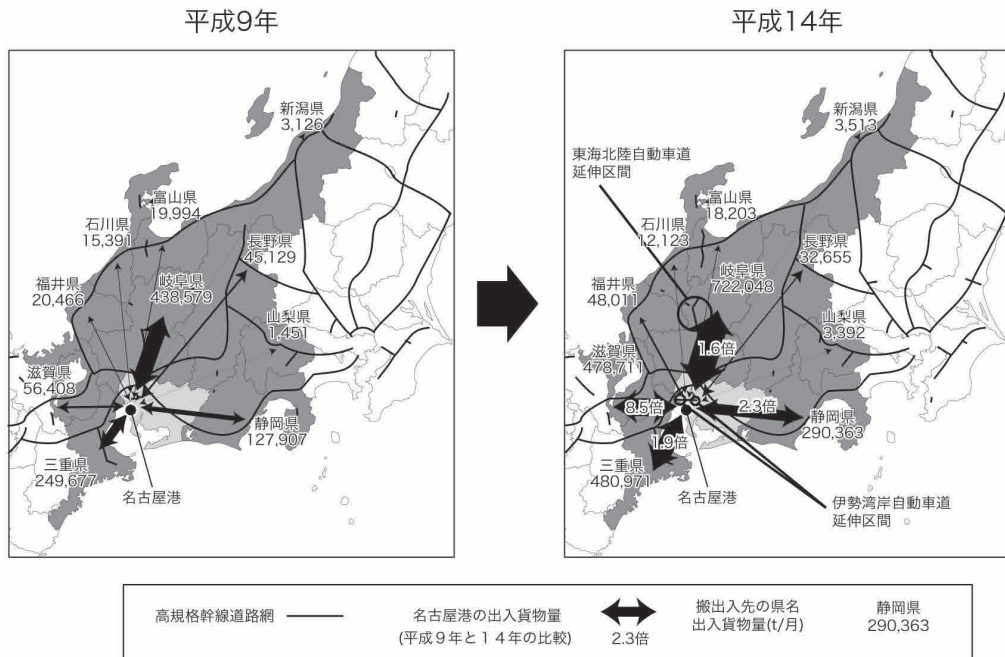 平成9年
新潟県
3,126
富山県
19,994
石川県
15,391
長野県
45,129
岐阜県
438,579
福井県
20,466
山梨県
1,451
滋賀県
56,408
静岡県
127,907
三重県
249,677
名古屋港
平成14年
新潟県
3,513
東海北陸自動車道
延伸区間
富山県
18,203
石川県
12,123
長野県
32,655
岐阜県
722,048
福井県
48,011
山梨県
3,392
1.6倍
滋賀県
478,711
8.5倍
2.3倍
静岡県
290,363
1.9倍
三重県
480,971
名古屋港
伊勢湾岸自動車道
延伸区間
高規格幹線道路網
名古屋港の出入貨物量
(平成9年と14年の比較)
2.3倍
搬出入先の県名
出入貨物量(t/月)
静岡県
290,363